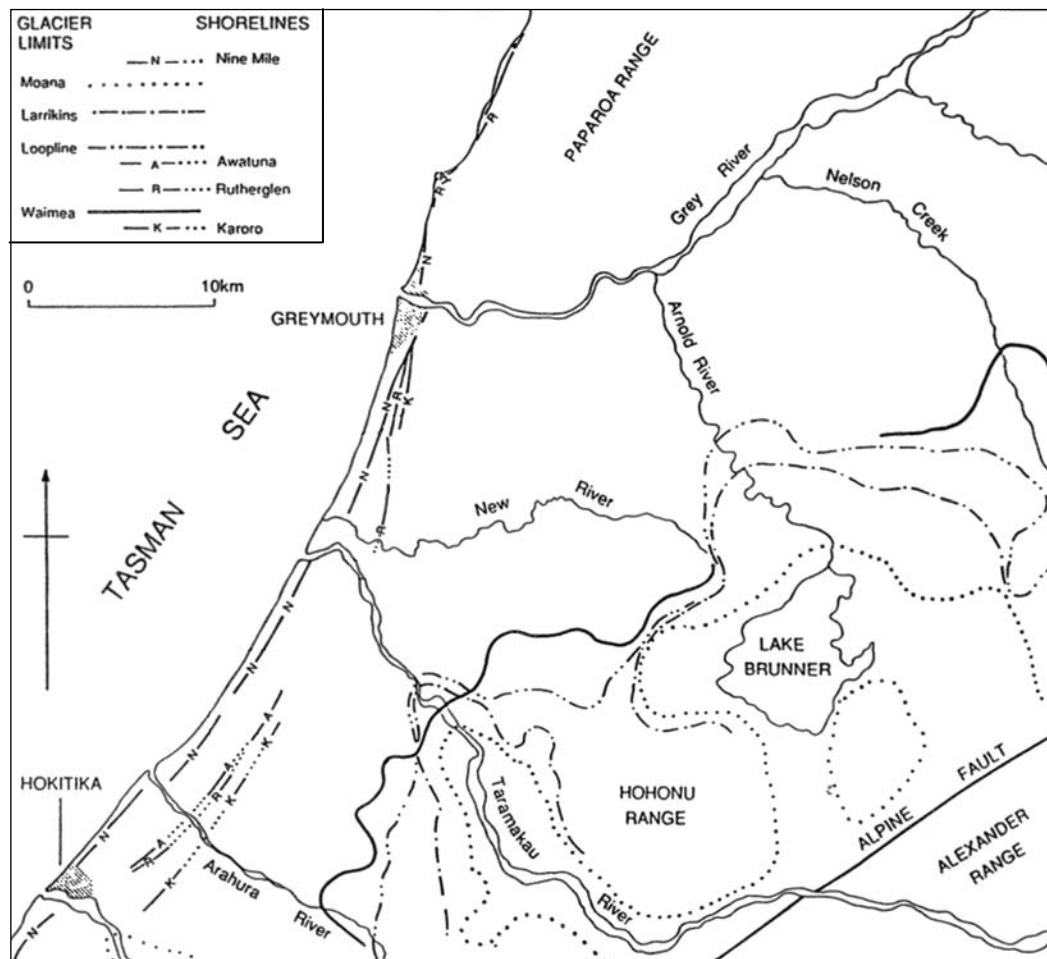 GLACIER LIMITS
SHORELINES
N
Nine Mile
Moana
Larrikins
Loopline
A
Awatuna
R
Rutherglen
Waimea
K
Karoro
0
10km
PAPAROA RANGE
R
R
N
Grey River
Nelson Creek
GREYMOUTH
Arnold River
N
R
K
TASMAN SEA
N
New River
R
N
N
LAKE BRUNNER
A
K
N
HOKITIKA
R
A
K
Taramakau River
HOHONU RANGE
ALPINE FAULT
ALEXANDER RANGE
N
A
R
K
Arahura River
N